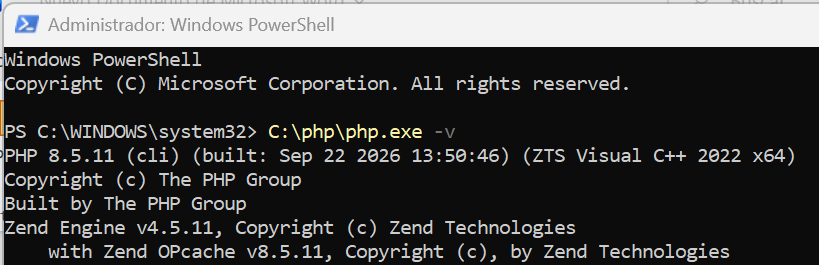 Administrador: Windows PowerShell
Windows PowerShell
Copyright (C) Microsoft Corporation. All rights reserved.
PS C:\WINDOWS\system32> C:\php\php.exe -v
PHP 8.5.11 (cli) (built: Sep 22 2026 13:50:46) (ZTS Visual C++ 2022 x64)
Copyright (c) The PHP Group
Built by The PHP Group
Zend Engine v4.5.11, Copyright (c) Zend Technologies
    with Zend OPcache v8.5.11, Copyright (c), by Zend Technologies